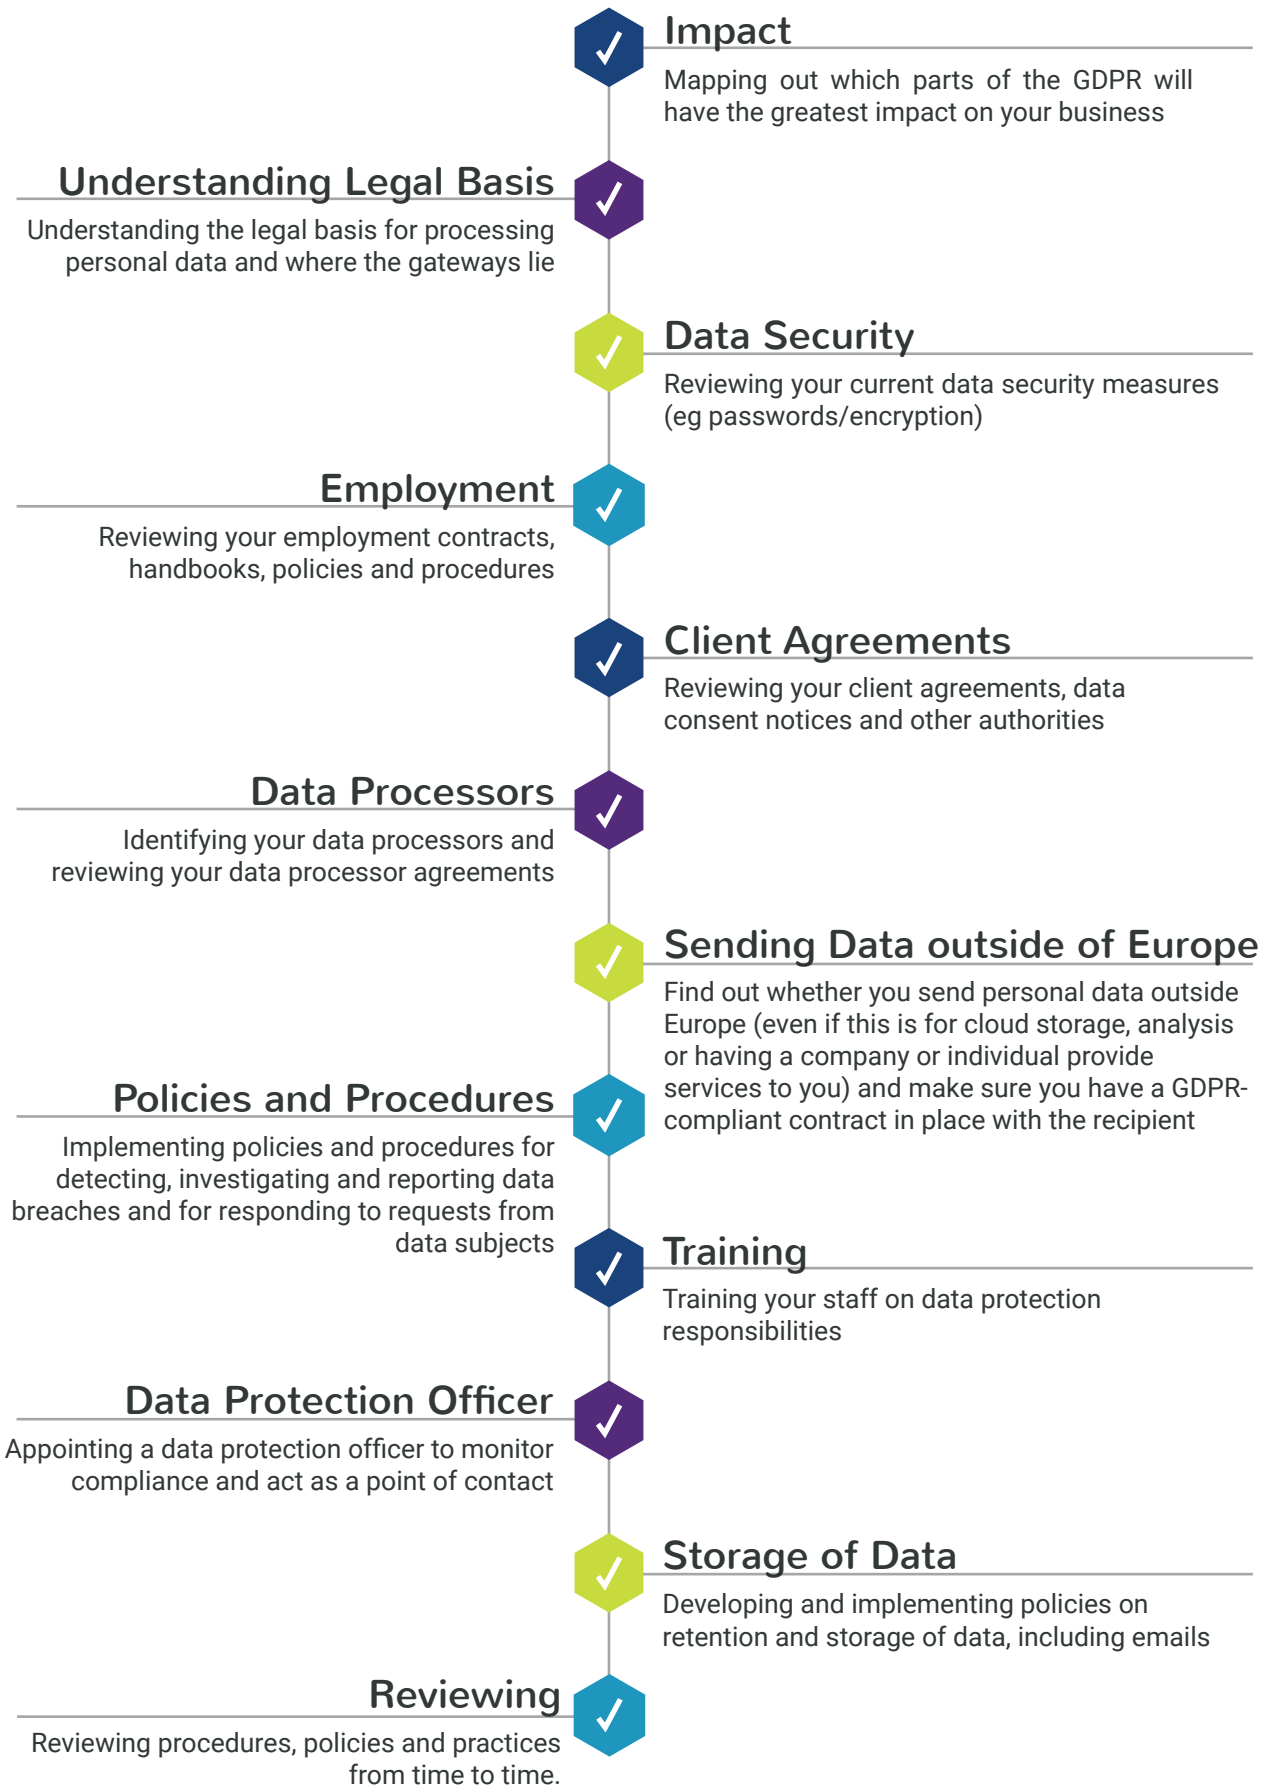 Impact
Mapping out which parts of the GDPR will
have the greatest impact on your business
Understanding Legal Basis
Understanding the legal basis for processing
personal data and where the gateways lie
Data Security
Reviewing your current data security measures
(eg passwords/encryption)
Employment
Reviewing your employment contracts,
handbooks, policies and procedures
Client Agreements
Reviewing your client agreements, data
consent notices and other authorities
Data Processors
Identifying your data processors and
reviewing your data processor agreements
Sending Data outside of Europe
Find out whether you send personal data outside
Europe (even if this is for cloud storage, analysis
or having a company or individual provide
services to you) and make sure you have a GDPR-
compliant contract in place with the recipient
Policies and Procedures
Implementing policies and procedures for
detecting, investigating and reporting data
breaches and for responding to requests from
data subjects
Training
Training your staff on data protection
responsibilities
Data Protection Officer
Appointing a data protection officer to monitor
compliance and act as a point of contact
Storage of Data
Developing and implementing policies on
retention and storage of data, including emails
Reviewing
Reviewing procedures, policies and practices
from time to time.